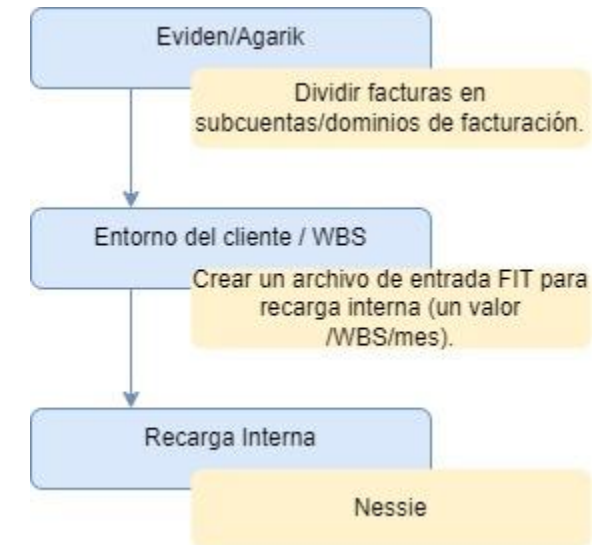 Eviden/Agarik
Dividir facturas en
subcuentas/dominios de facturación.
Entorno del cliente / WBS
Crear un archivo de entrada FIT para
recarga interna (un valor
/WBS/mes).
Recarga Interna
Nessie